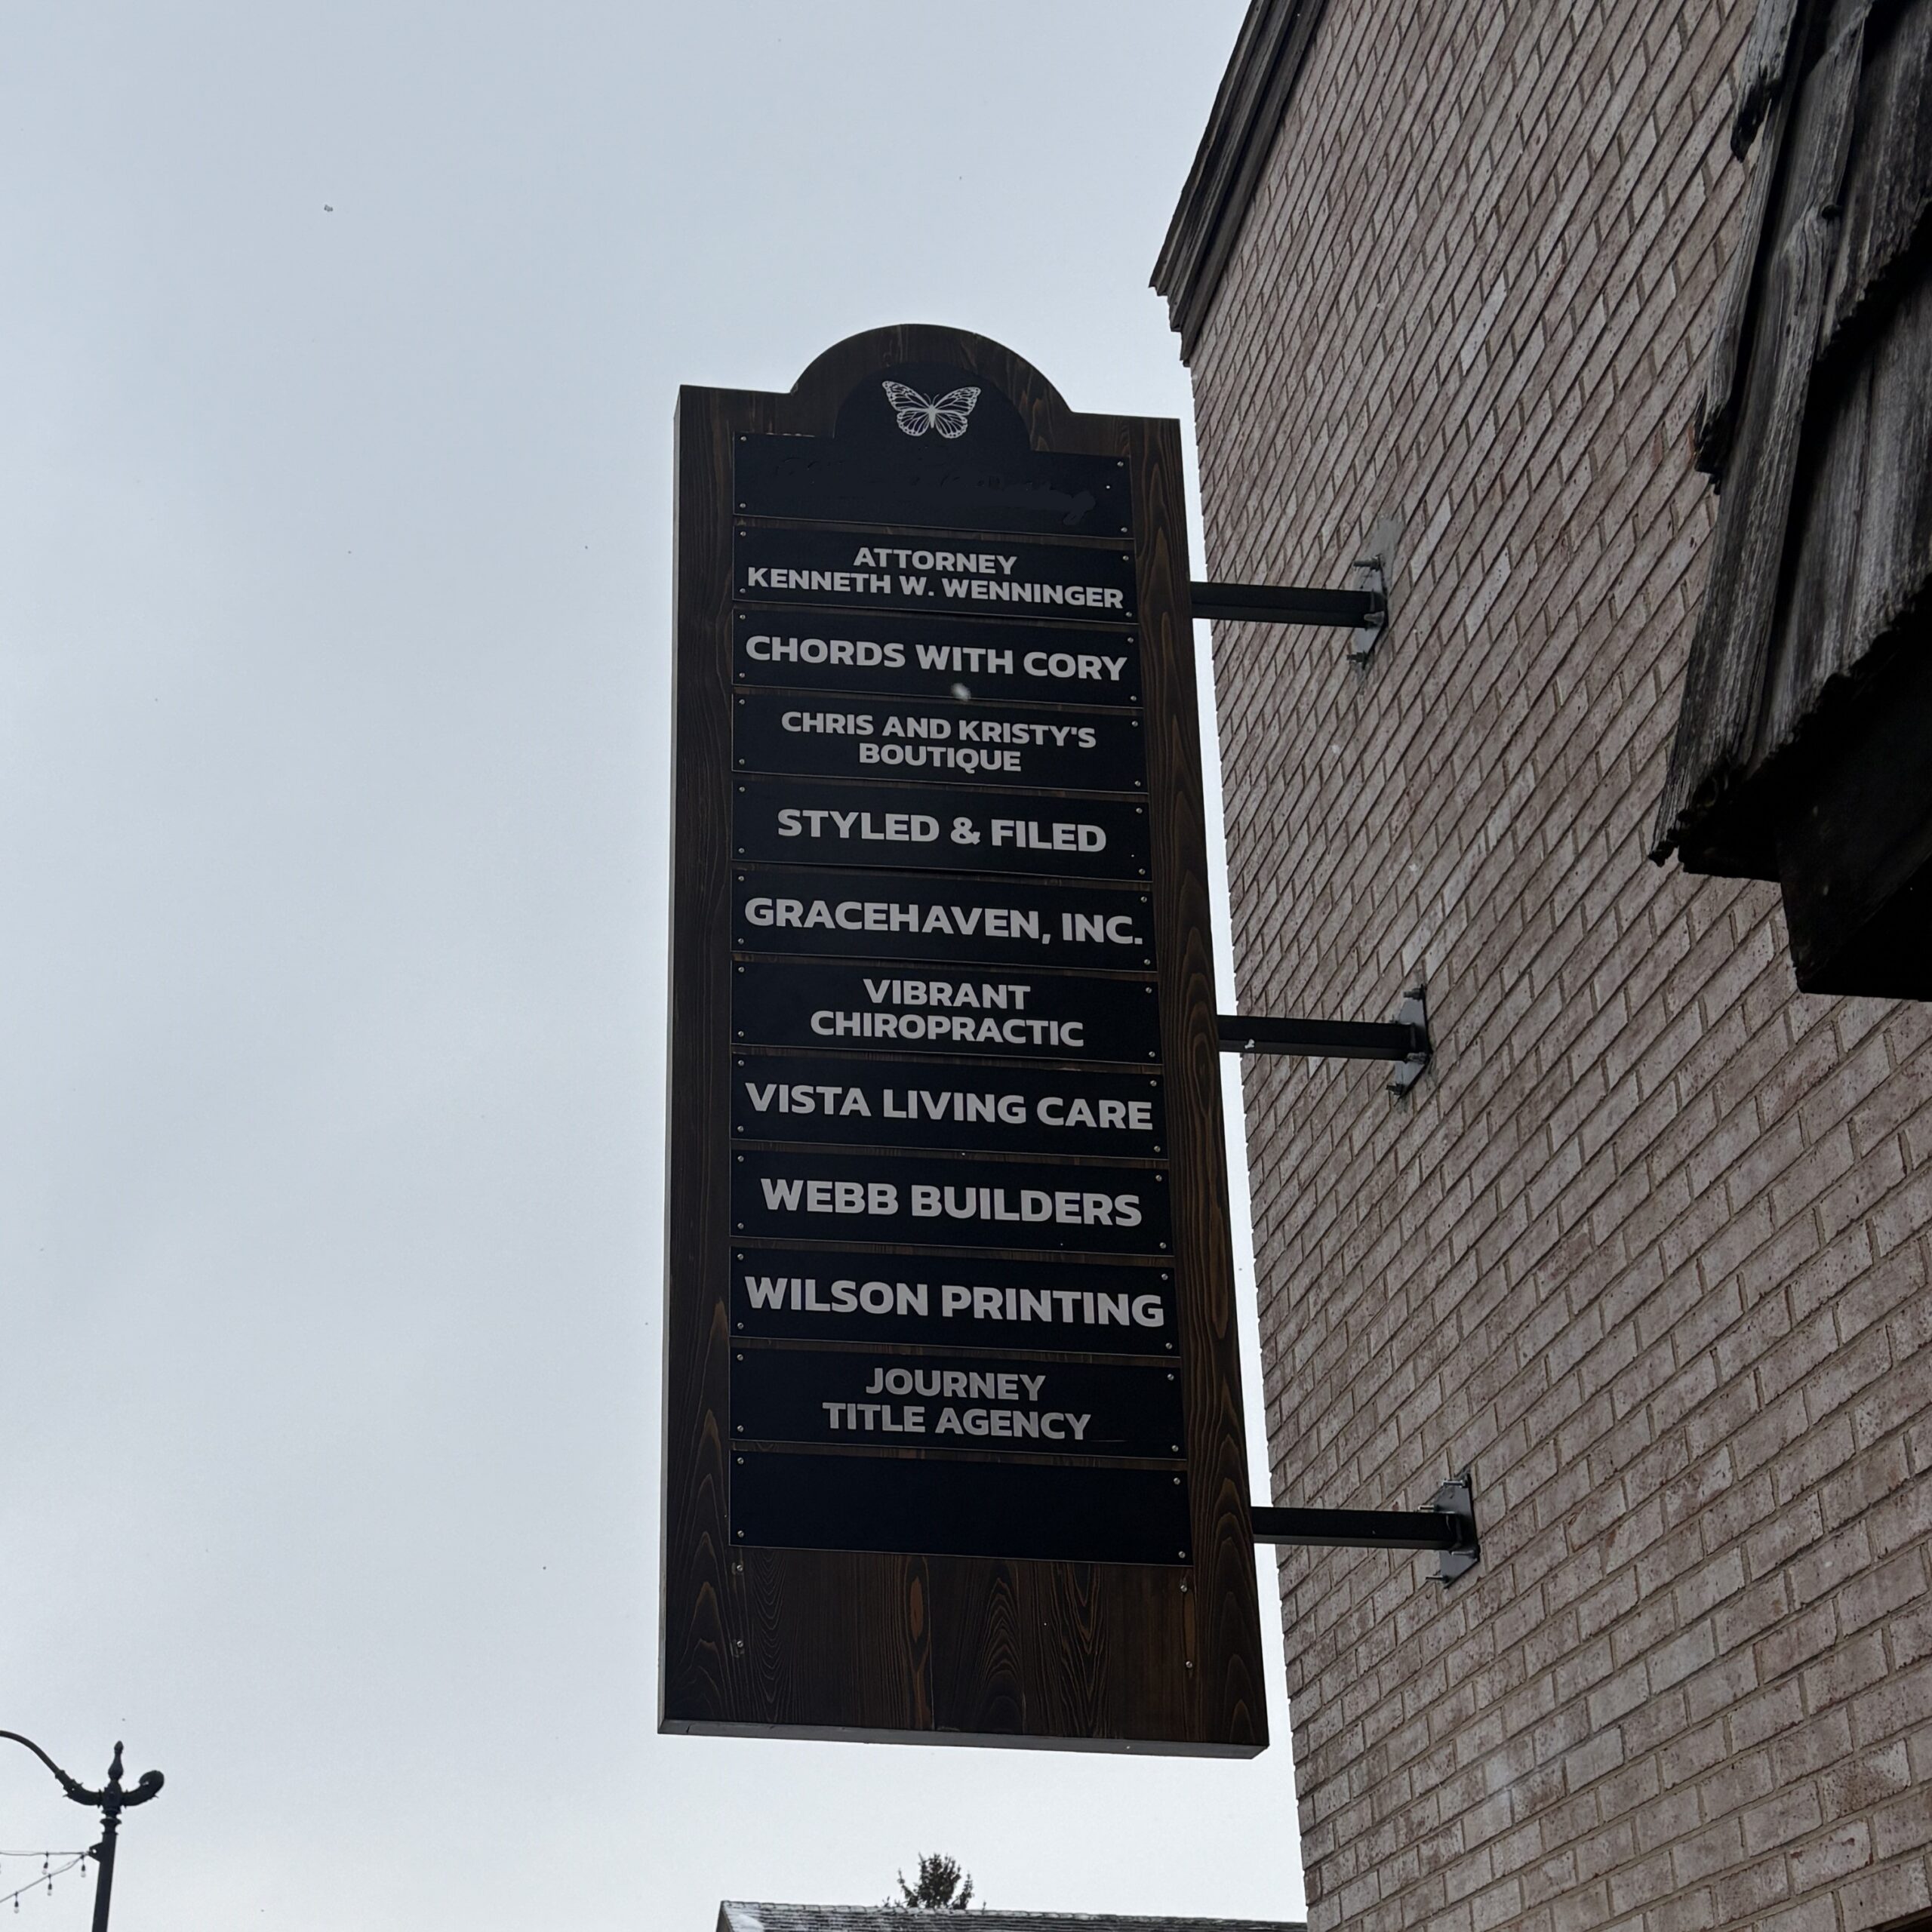 ATTORNEY
KENNETH W. WENNINGER
CHORDS WITH CORY
CHRIS AND KRISTY'S
BOUTIQUE
STYLED & FILED
GRACEHAVEN, INC.
VIBRANT
CHIROPRACTIC
VISTA LIVING CARE
WEBB BUILDERS
WILSON PRINTING
JOURNEY
TITLE AGENCY